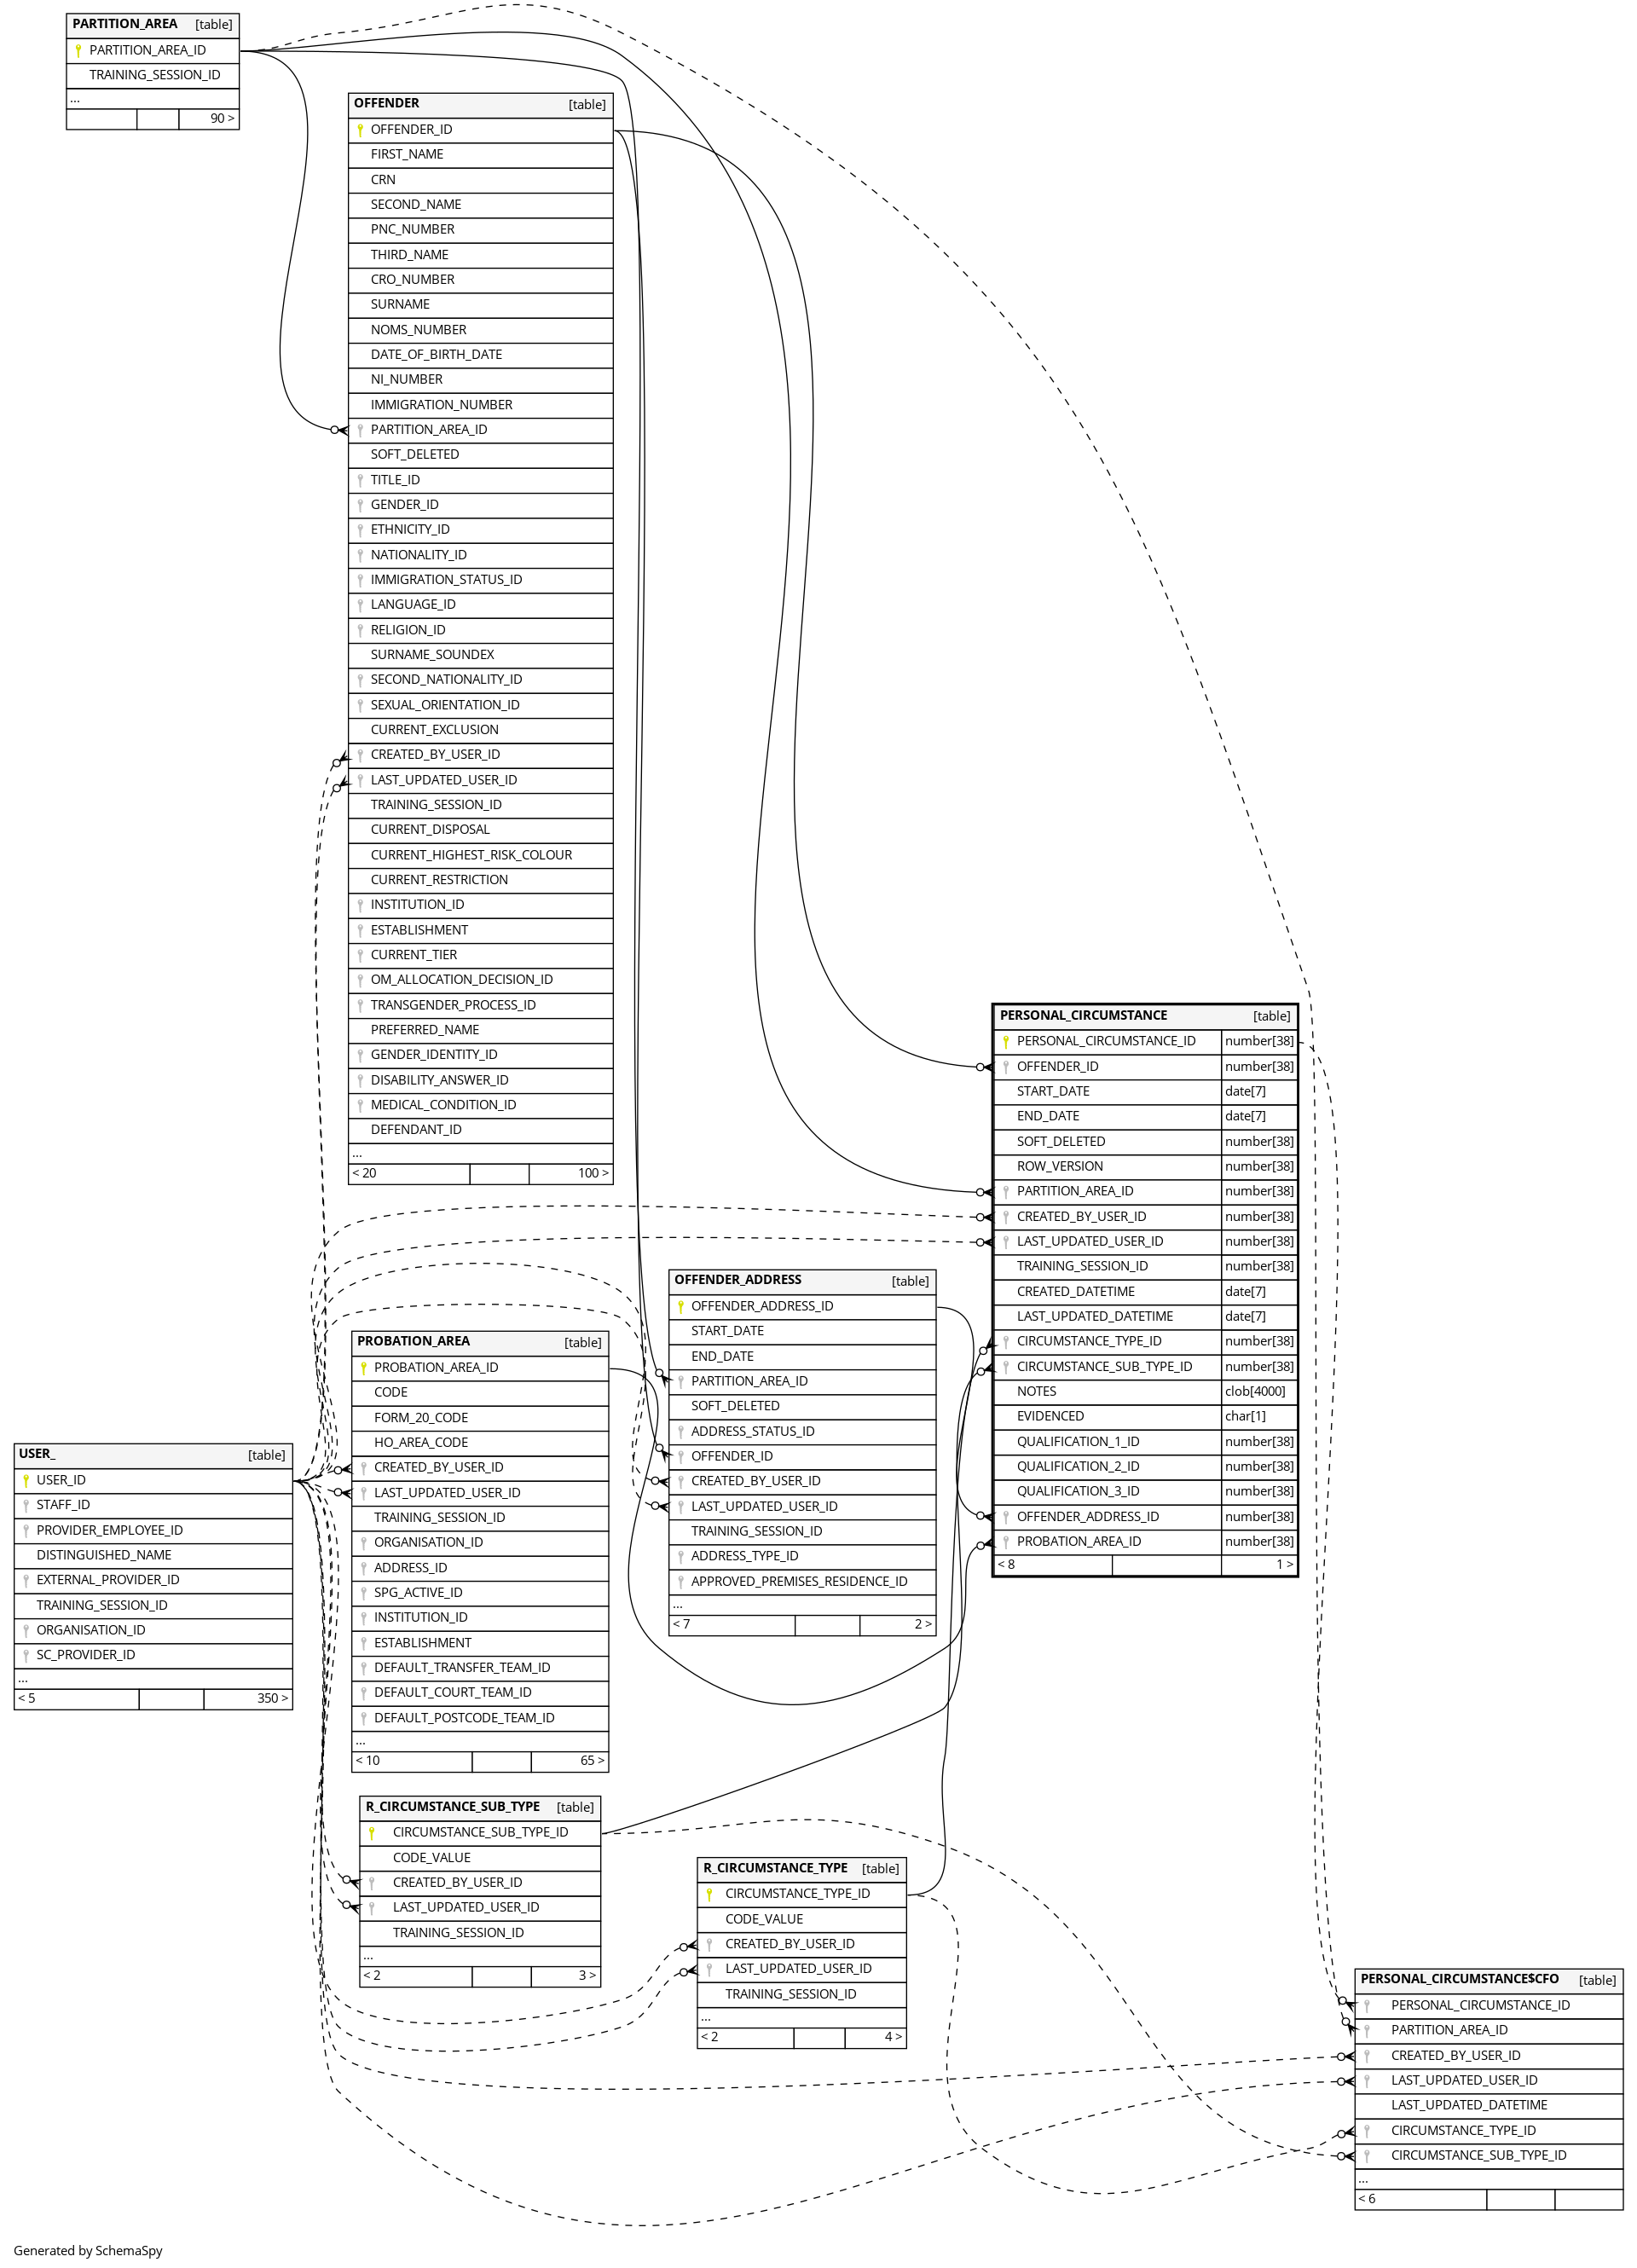 PARTITION_AREA [table]
PARTITION_AREA_ID
TRAINING_SESSION_ID
...
90 >
OFFENDER [table]
OFFENDER_ID
FIRST_NAME
CRN
SECOND_NAME
PNC_NUMBER
THIRD_NAME
CRO_NUMBER
SURNAME
NOMS_NUMBER
DATE_OF_BIRTH_DATE
NI_NUMBER
IMMIGRATION_NUMBER
PARTITION_AREA_ID
SOFT_DELETED
TITLE_ID
GENDER_ID
ETHNICITY_ID
NATIONALITY_ID
IMMIGRATION_STATUS_ID
LANGUAGE_ID
RELIGION_ID
SURNAME_SOUNDEX
SECOND_NATIONALITY_ID
SEXUAL_ORIENTATION_ID
CURRENT_EXCLUSION
CREATED_BY_USER_ID
LAST_UPDATED_USER_ID
TRAINING_SESSION_ID
CURRENT_DISPOSAL
CURRENT_HIGHEST_RISK_COLOUR
CURRENT_RESTRICTION
INSTITUTION_ID
ESTABLISHMENT
CURRENT_TIER
OM_ALLOCATION_DECISION_ID
TRANSGENDER_PROCESS_ID
PREFERRED_NAME
GENDER_IDENTITY_ID
DISABILITY_ANSWER_ID
MEDICAL_CONDITION_ID
DEFENDANT_ID
...
< 20 100 >
PERSONAL_CIRCUMSTANCE [table]
PERSONAL_CIRCUMSTANCE_ID number[38]
OFFENDER_ID number[38]
START_DATE date[7]
END_DATE date[7]
SOFT_DELETED number[38]
ROW_VERSION number[38]
PARTITION_AREA_ID number[38]
CREATED_BY_USER_ID number[38]
LAST_UPDATED_USER_ID number[38]
TRAINING_SESSION_ID number[38]
CREATED_DATETIME date[7]
LAST_UPDATED_DATETIME date[7]
CIRCUMSTANCE_TYPE_ID number[38]
CIRCUMSTANCE_SUB_TYPE_ID number[38]
NOTES clob[4000]
EVIDENCED char[1]
QUALIFICATION_1_ID number[38]
QUALIFICATION_2_ID number[38]
QUALIFICATION_3_ID number[38]
OFFENDER_ADDRESS_ID number[38]
PROBATION_AREA_ID number[38]
< 8 1 >
OFFENDER_ADDRESS [table]
OFFENDER_ADDRESS_ID
START_DATE
END_DATE
PARTITION_AREA_ID
SOFT_DELETED
ADDRESS_STATUS_ID
OFFENDER_ID
CREATED_BY_USER_ID
LAST_UPDATED_USER_ID
TRAINING_SESSION_ID
ADDRESS_TYPE_ID
APPROVED_PREMISES_RESIDENCE_ID
...
< 7 2 >
PROBATION_AREA [table]
PROBATION_AREA_ID
CODE
FORM_20_CODE
HO_AREA_CODE
CREATED_BY_USER_ID
LAST_UPDATED_USER_ID
TRAINING_SESSION_ID
ORGANISATION_ID
ADDRESS_ID
SPG_ACTIVE_ID
INSTITUTION_ID
ESTABLISHMENT
DEFAULT_TRANSFER_TEAM_ID
DEFAULT_COURT_TEAM_ID
DEFAULT_POSTCODE_TEAM_ID
...
< 10 65 >
USER_ [table]
USER_ID
STAFF_ID
PROVIDER_EMPLOYEE_ID
DISTINGUISHED_NAME
EXTERNAL_PROVIDER_ID
TRAINING_SESSION_ID
ORGANISATION_ID
SC_PROVIDER_ID
...
< 5 350 >
R_CIRCUMSTANCE_SUB_TYPE [table]
CIRCUMSTANCE_SUB_TYPE_ID
CODE_VALUE
CREATED_BY_USER_ID
LAST_UPDATED_USER_ID
TRAINING_SESSION_ID
...
< 2 3 >
R_CIRCUMSTANCE_TYPE [table]
CIRCUMSTANCE_TYPE_ID
CODE_VALUE
CREATED_BY_USER_ID
LAST_UPDATED_USER_ID
TRAINING_SESSION_ID
...
< 2 4 >
PERSONAL_CIRCUMSTANCE$CFO [table]
PERSONAL_CIRCUMSTANCE_ID
PARTITION_AREA_ID
CREATED_BY_USER_ID
LAST_UPDATED_USER_ID
LAST_UPDATED_DATETIME
CIRCUMSTANCE_TYPE_ID
CIRCUMSTANCE_SUB_TYPE_ID
...
< 6
Generated by SchemaSpy